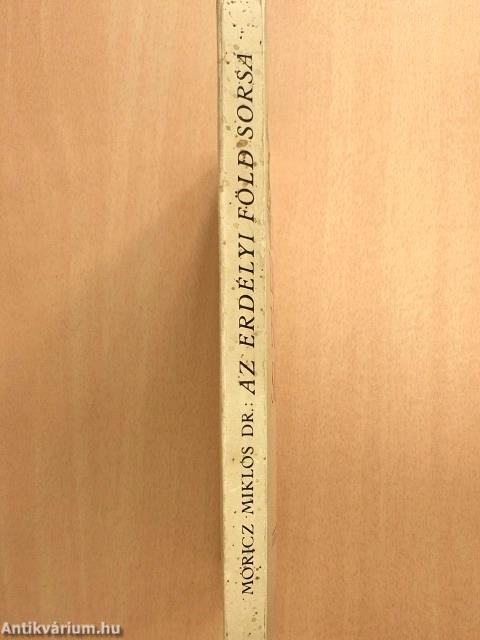 MÓRICZ MIKLÓS DR.: AZ ERDÉLYI FÖLD SORSA
Antikvárium.hu